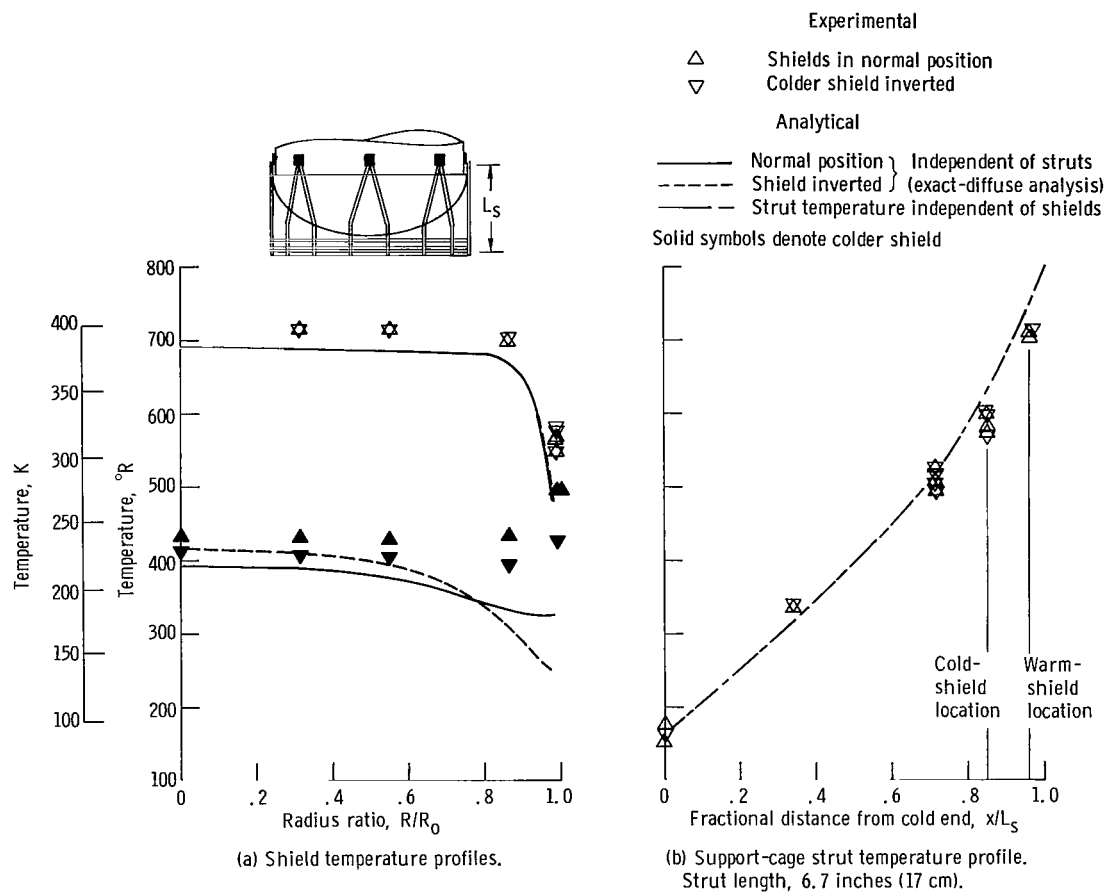 Experimental
Shields in normal position
Colder shield inverted
Analytical
Normal position
Shield inverted
Independent of struts
(exact-diffuse analysis)
Strut temperature independent of shields
Solid symbols denote colder shield
L_S
Temperature, K
400
350
300
250
200
150
100
Temperature, °R
800
700
600
500
400
300
200
100
0 .2 .4 .6 .8 1.0
Radius ratio, R/R_o
(a) Shield temperature profiles.
Cold-
shield
location
Warm-
shield
location
0 .2 .4 .6 .8 1.0
Fractional distance from cold end, x/L_S
(b) Support-cage strut temperature profile.
Strut length, 6.7 inches (17 cm).